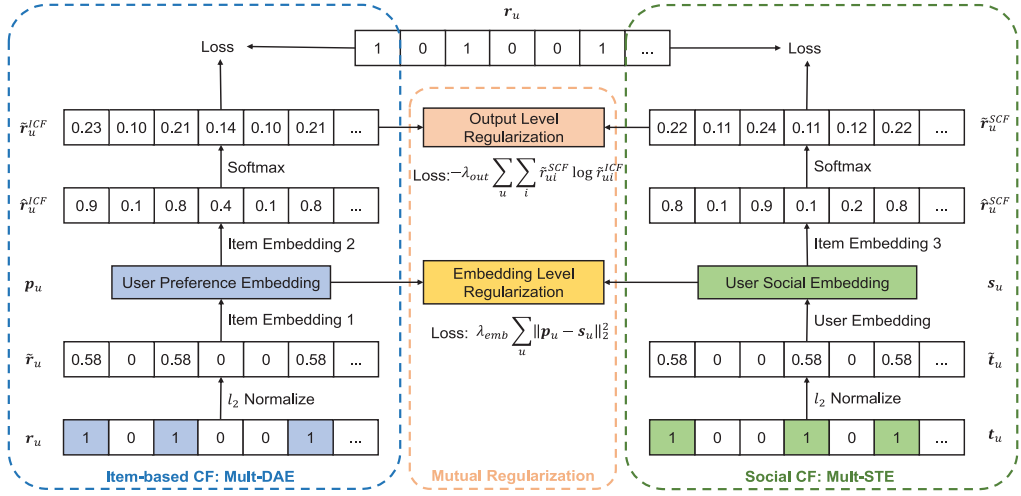 r_u
Loss 1 0 1 0 0 1 ... Loss
r̃_u^{ICF} 0.23 0.10 0.21 0.14 0.10 0.21 ... Output Level Regularization 0.22 0.11 0.24 0.11 0.12 0.22 ... r̃_u^{SCF}
Softmax Loss: -λ_{out} ∑_u ∑_i r̃_{ui}^{SCF} log r̃_{ui}^{ICF} Softmax
r̂_u^{ICF} 0.9 0.1 0.8 0.4 0.1 0.8 ... 0.8 0.1 0.9 0.1 0.2 0.8 ... r̂_u^{SCF}
Item Embedding 2 Item Embedding 3
p_u User Preference Embedding Embedding Level Regularization User Social Embedding s_u
Item Embedding 1 Loss: λ_{emb} ∑_u ‖p_u − s_u‖_2^2 User Embedding
r̃_u 0.58 0 0.58 0 0 0.58 ... 0.58 0 0 0.58 0 0.58 ... t̃_u
l_2 Normalize l_2 Normalize
r_u 1 0 1 0 0 1 ... 1 0 0 1 0 1 ... t_u
Item-based CF: Mult-DAE Mutual Regularization Social CF: Mult-STE